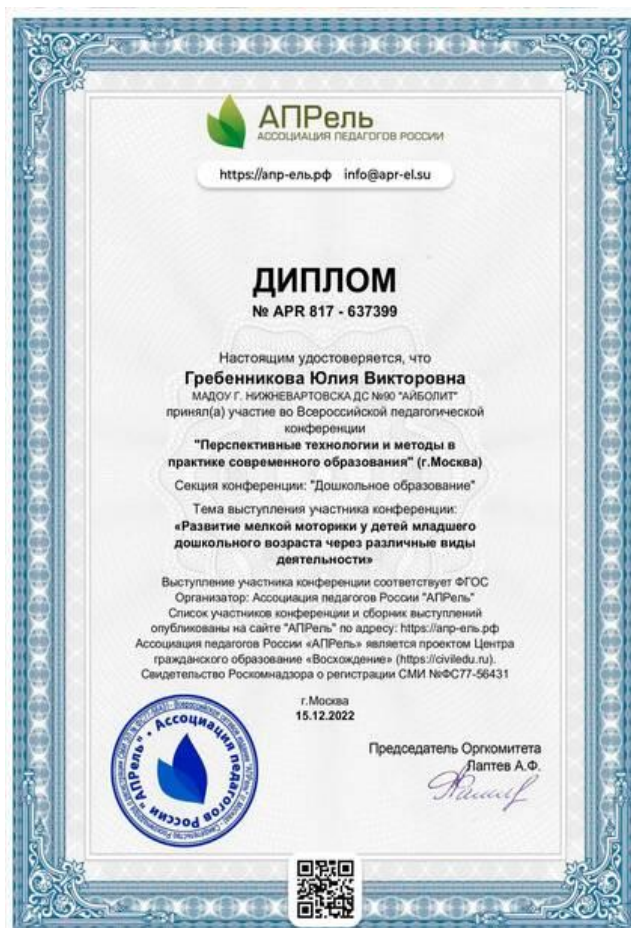 АПРель
АССОЦИАЦИЯ ПЕДАГОГОВ РОССИИ
https://апр-ель.рф info@apr-el.su
ДИПЛОМ
№ APR 817 - 637399
Настоящим удостоверяется, что
Гребенникова Юлия Викторовна
МАДОУ Г. НИЖНЕВАРТОВСКА ДС №90 "АЙБОЛИТ"
принял(а) участие во Всероссийской педагогической
конференции
"Перспективные технологии и методы в
практике современного образования" (г.Москва)
Секция конференции: "Дошкольное образование"
Тема выступления участника конференции:
«Развитие мелкой моторики у детей младшего
дошкольного возраста через различные виды
деятельности»
Выступление участника конференции соответствует ФГОС
Организатор: Ассоциация педагогов России "АПРель"
Список участников конференции и сборник выступлений
опубликованы на сайте "АПРель" по адресу: https://апр-ель.рф
Ассоциация педагогов России «АПРель» является проектом Центра
гражданского образование «Восхождение» (https://civiledu.ru).
Свидетельство Роскомнадзора о регистрации СМИ №ФС77-56431
г.Москва
15.12.2022
Председатель Оргкомитета
Лаптев А.Ф.
Ассоциация педагогов России "АПРель"